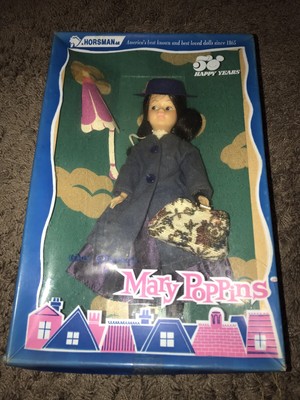 HORSMAN
America's best known and best loved dolls since 1865
50
HAPPY YEARS
Mary Poppins